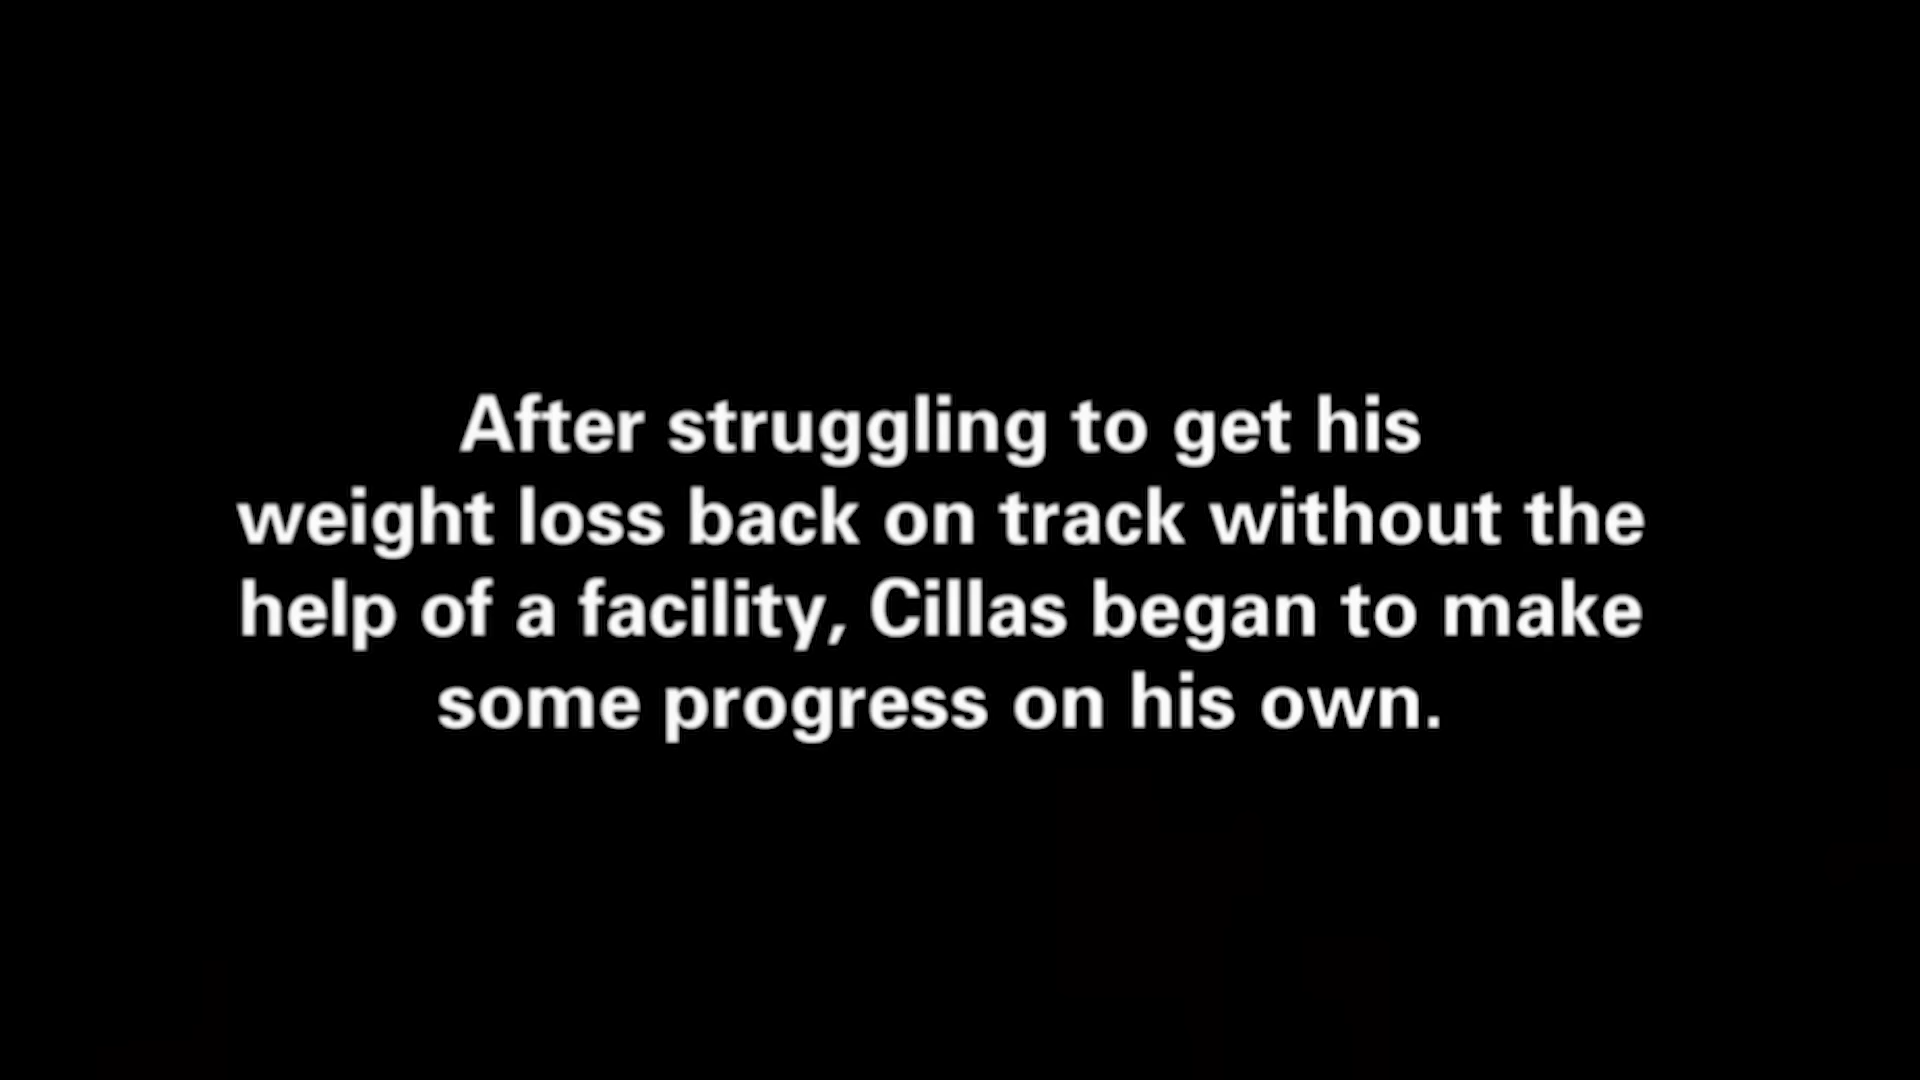 After struggling to get his
weight loss back on track without the
help of a facility, Cillas began to make
some progress on his own.